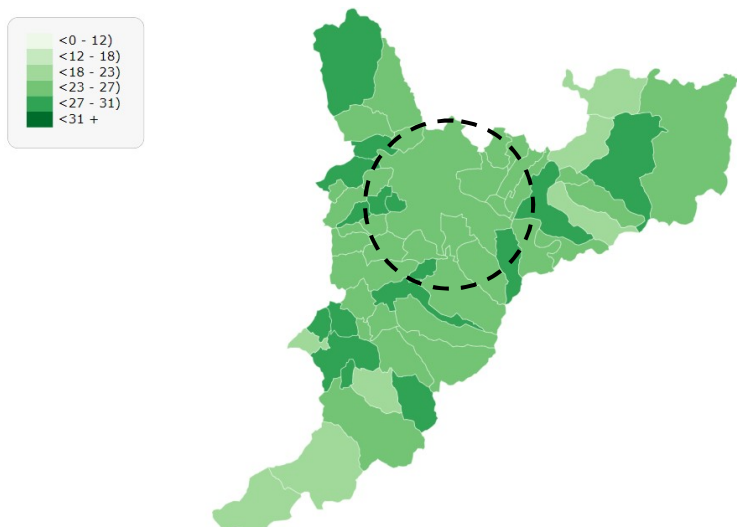 <0 - 12)
<12 - 18)
<18 - 23)
<23 - 27)
<27 - 31)
<31 +